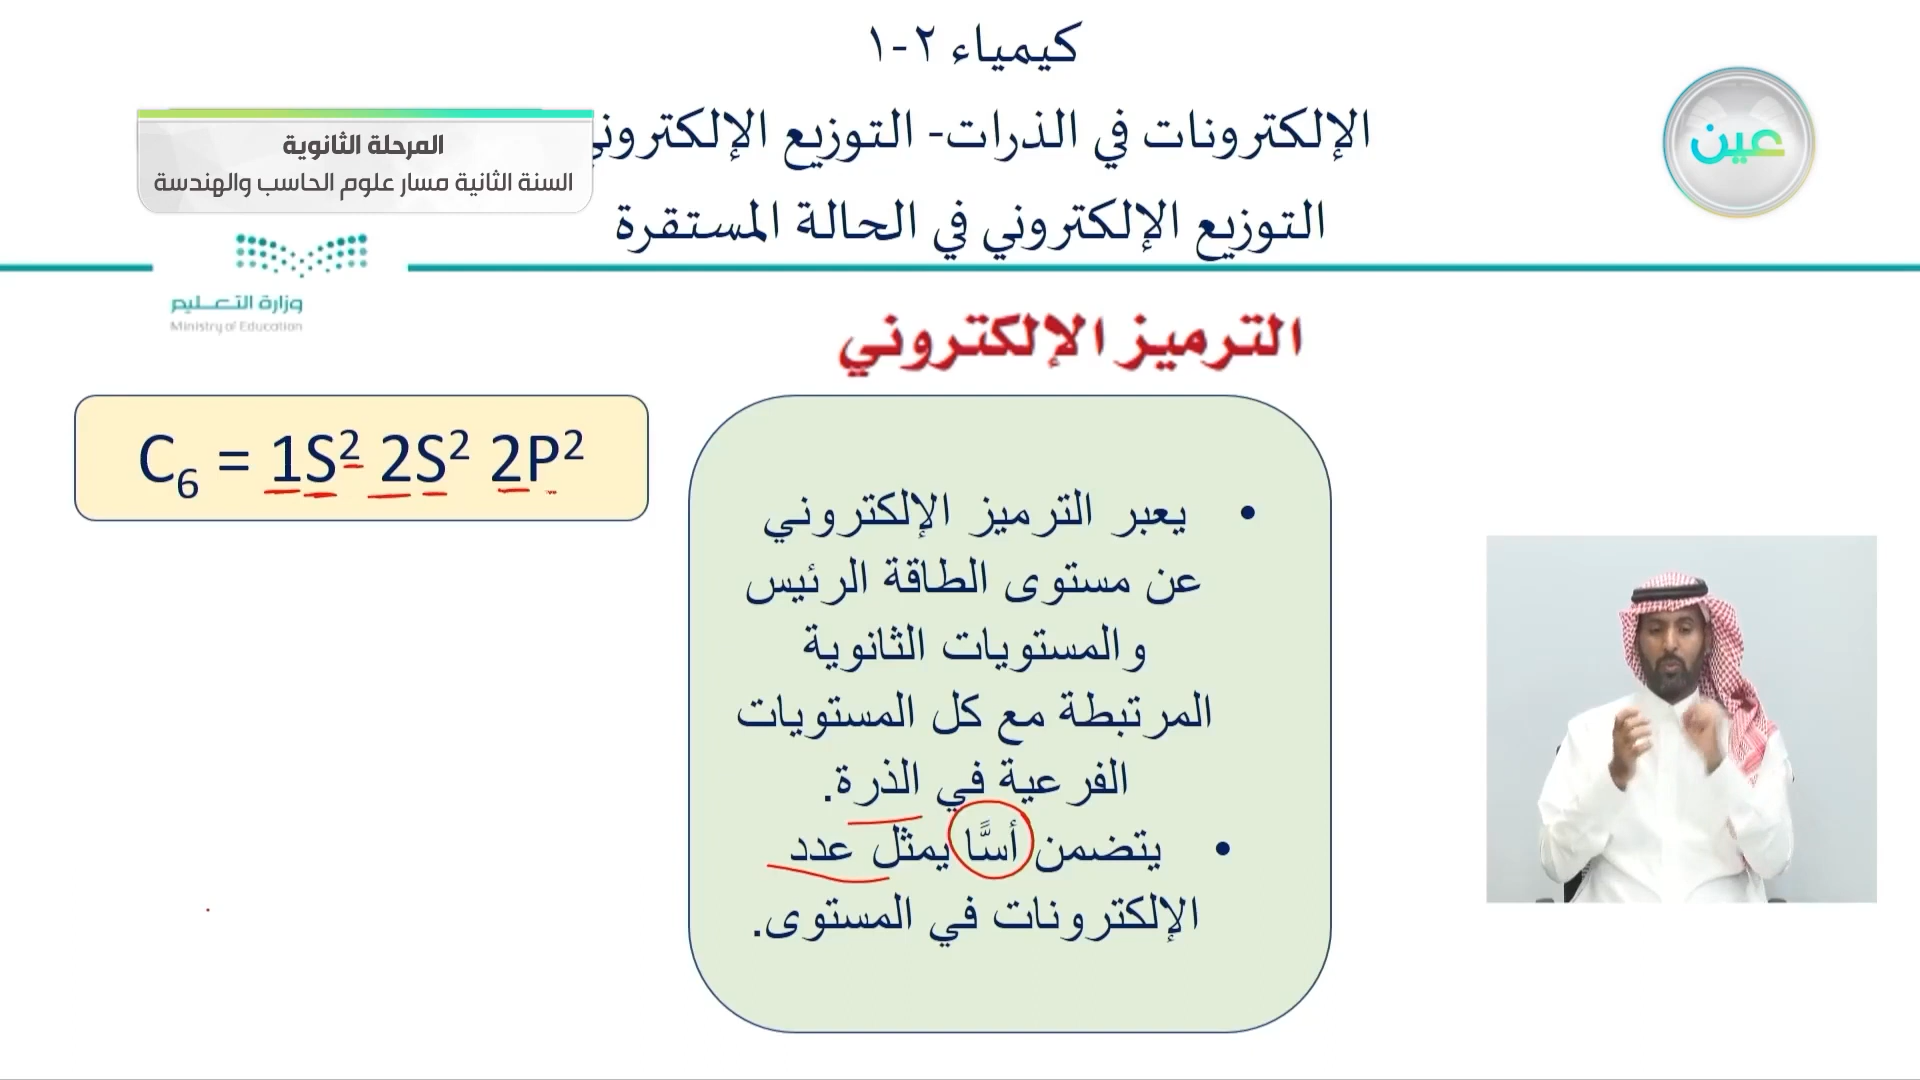 كيمياء ٢-١
الإلكترونات في الذرات- التوزيع الإلكتروني
التوزيع الإلكتروني في الحالة المستقرة
المرحلة الثانوية
السنة الثانية مسار علوم الحاسب والهندسة
عين
وزارة التعليم
Ministry of Education
الترميز الإلكتروني
C₆ = 1S² 2S² 2P²
• يعبر الترميز الإلكتروني
عن مستوى الطاقة الرئيس
والمستويات الثانوية
المرتبطة مع كل المستويات
الفرعية في الذرة.
• يتضمن أسًّا يمثل عدد
الإلكترونات في المستوى.